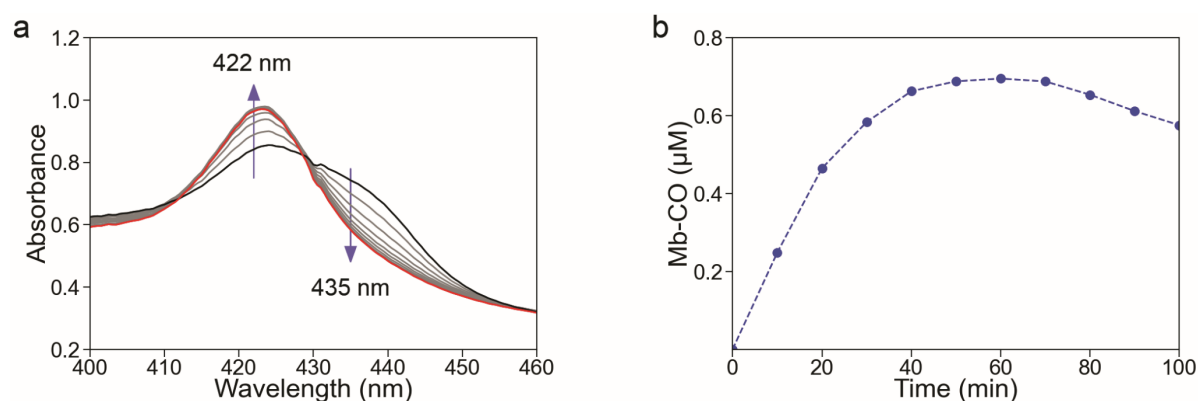 a
1.2
1.0
0.8
0.6
0.4
0.2
Absorbance
422 nm
435 nm
400 410 420 430 440 450 460
Wavelength (nm)
b
0.8
0.6
0.4
0.2
Mb-CO (µM)
0 20 40 60 80 100
Time (min)